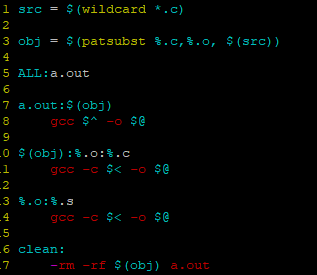 1 src = $(wildcard *.c)
2
3 obj = $(patsubst %.c,%.o, $(src))
4
5 ALL:a.out
6
7 a.out:$(obj)
8     gcc $^ -o $@
9
0 $(obj):%.o:%.c
1     gcc -c $< -o $@
2
3 %.o:%.s
4     gcc -c $< -o $@
5
6 clean:
7     -rm -rf $(obj) a.out